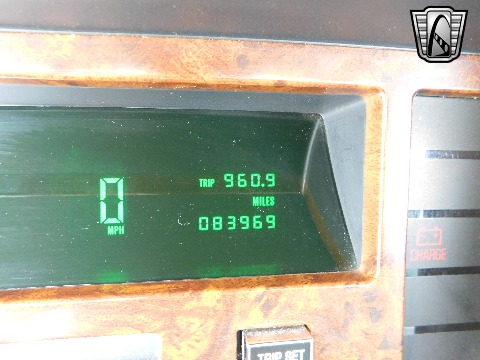 TRIP 960.9
0 MILES
MPH 083969
CHARGE
TRIP SET